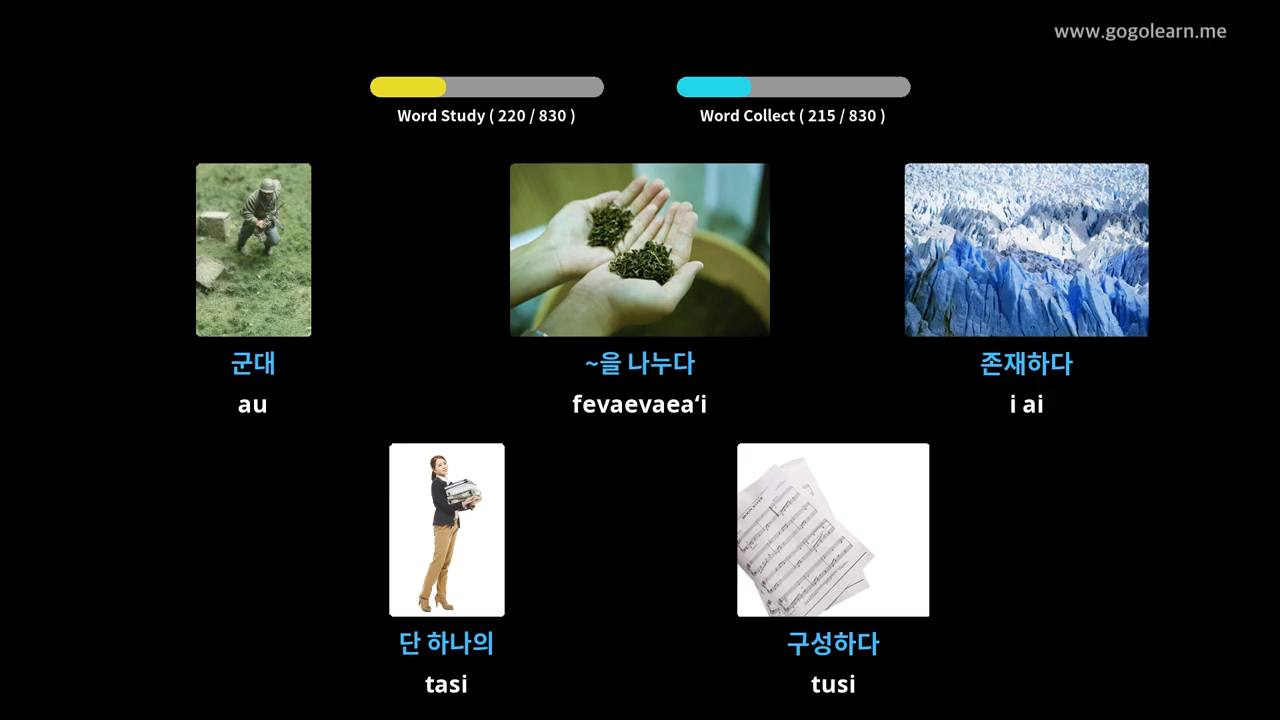 www.gogolearn.me
Word Study ( 220 / 830 )
Word Collect ( 215 / 830 )
군대
~을 나누다
존재하다
au
fevaevaea‘i
i ai
단 하나의
구성하다
tasi
tusi